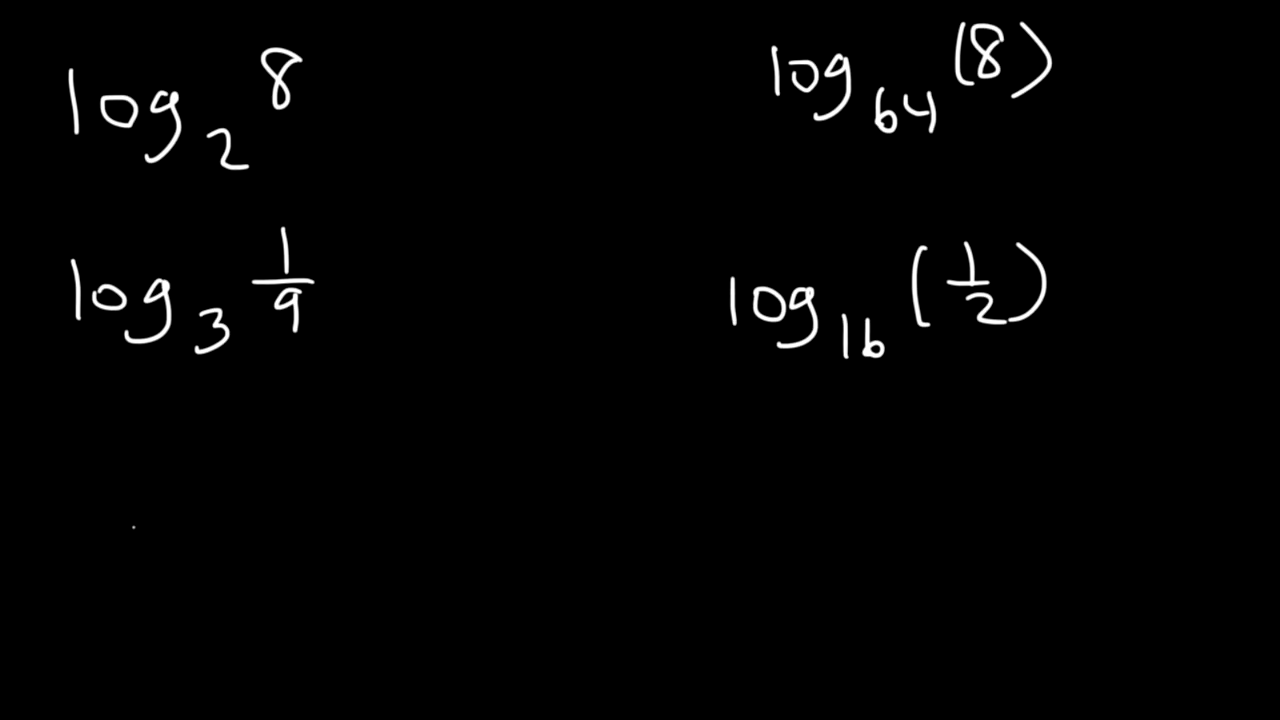 log₂ 8
log₆₄ (8)
log₃ 1/9
log₁₆ (1/2)